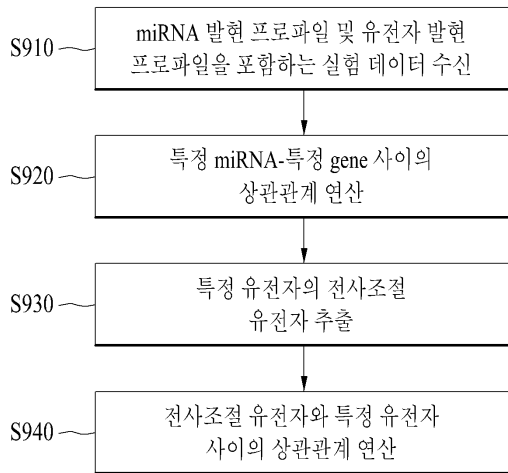 S910
miRNA 발현 프로파일 및 유전자 발현
프로파일을 포함하는 실험 데이터 수신
S920
특정 miRNA-특정 gene 사이의
상관관계 연산
S930
특정 유전자의 전사조절
유전자 추출
S940
전사조절 유전자와 특정 유전자
사이의 상관관계 연산